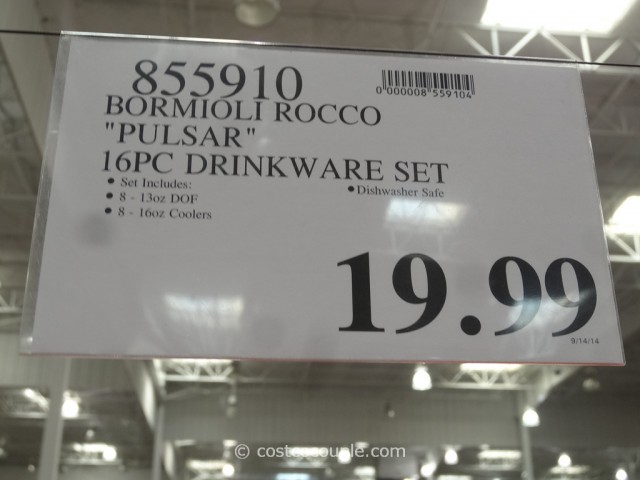 855910
0 000008 559104
BORMIOLI ROCCO
"PULSAR"
16PC DRINKWARE SET
• Set Includes:
• Dishwasher Safe
• 8 - 13oz DOF
• 8 - 16oz Coolers
19.99
9/14/14
© costcocouple.com